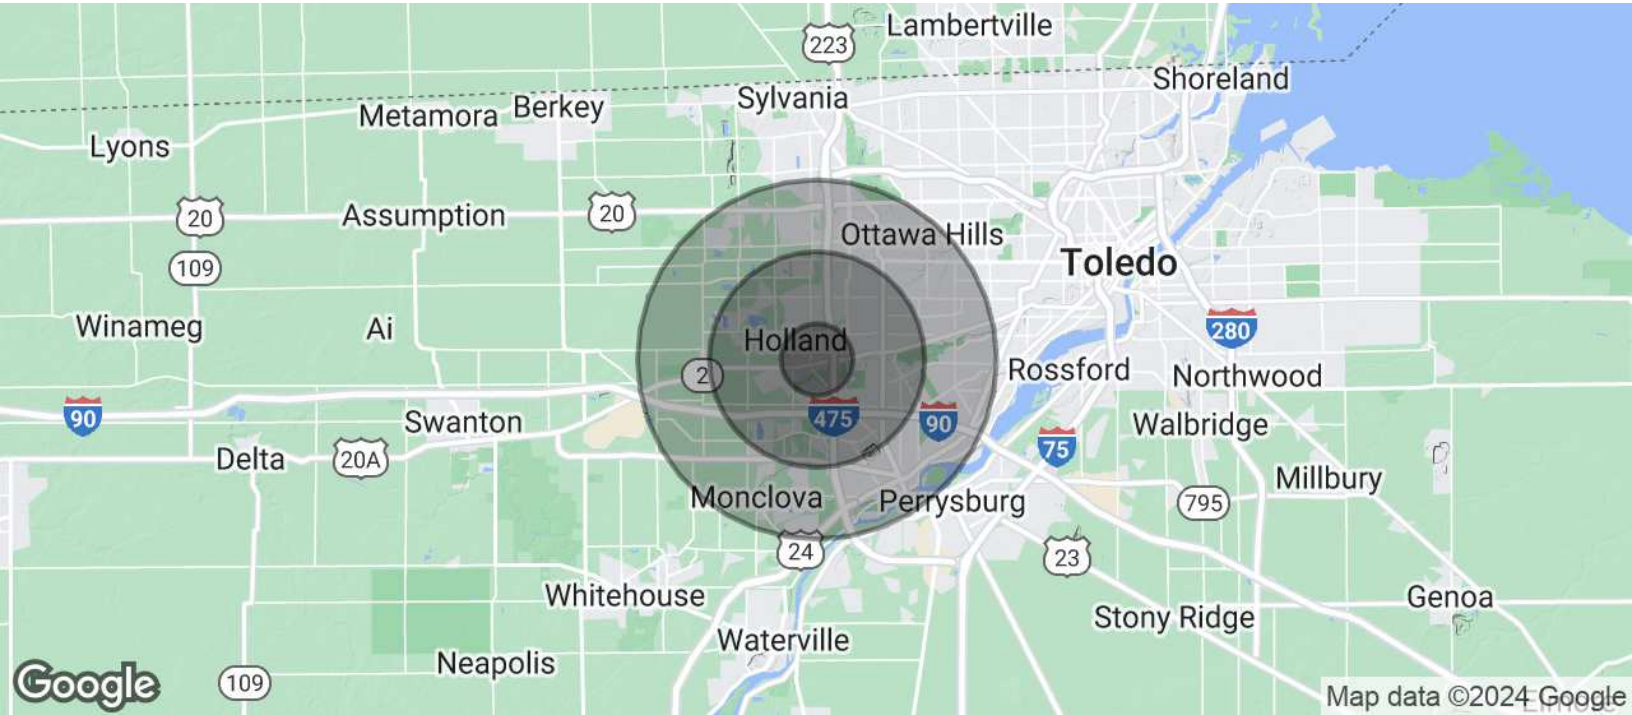 Lambertville
223
Shoreland
Sylvania
Berkey
Metamora
Lyons
20
Assumption
20
Ottawa Hills
Toledo
109
Winameg
Ai
Holland
280
2
Rossford
Northwood
90
Swanton
475
90
Walbridge
75
Delta
20A
Millbury
Monclova
Perrysburg
795
24
23
Whitehouse
Genoa
Stony Ridge
Waterville
Neapolis
Google
109
Map data ©2024 Google
Elmore